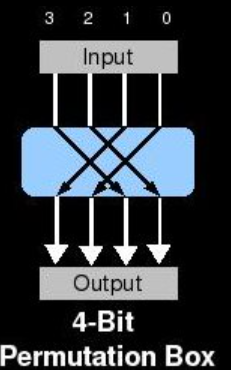 3 2 1 0
Input
Output
4-Bit
Permutation Box